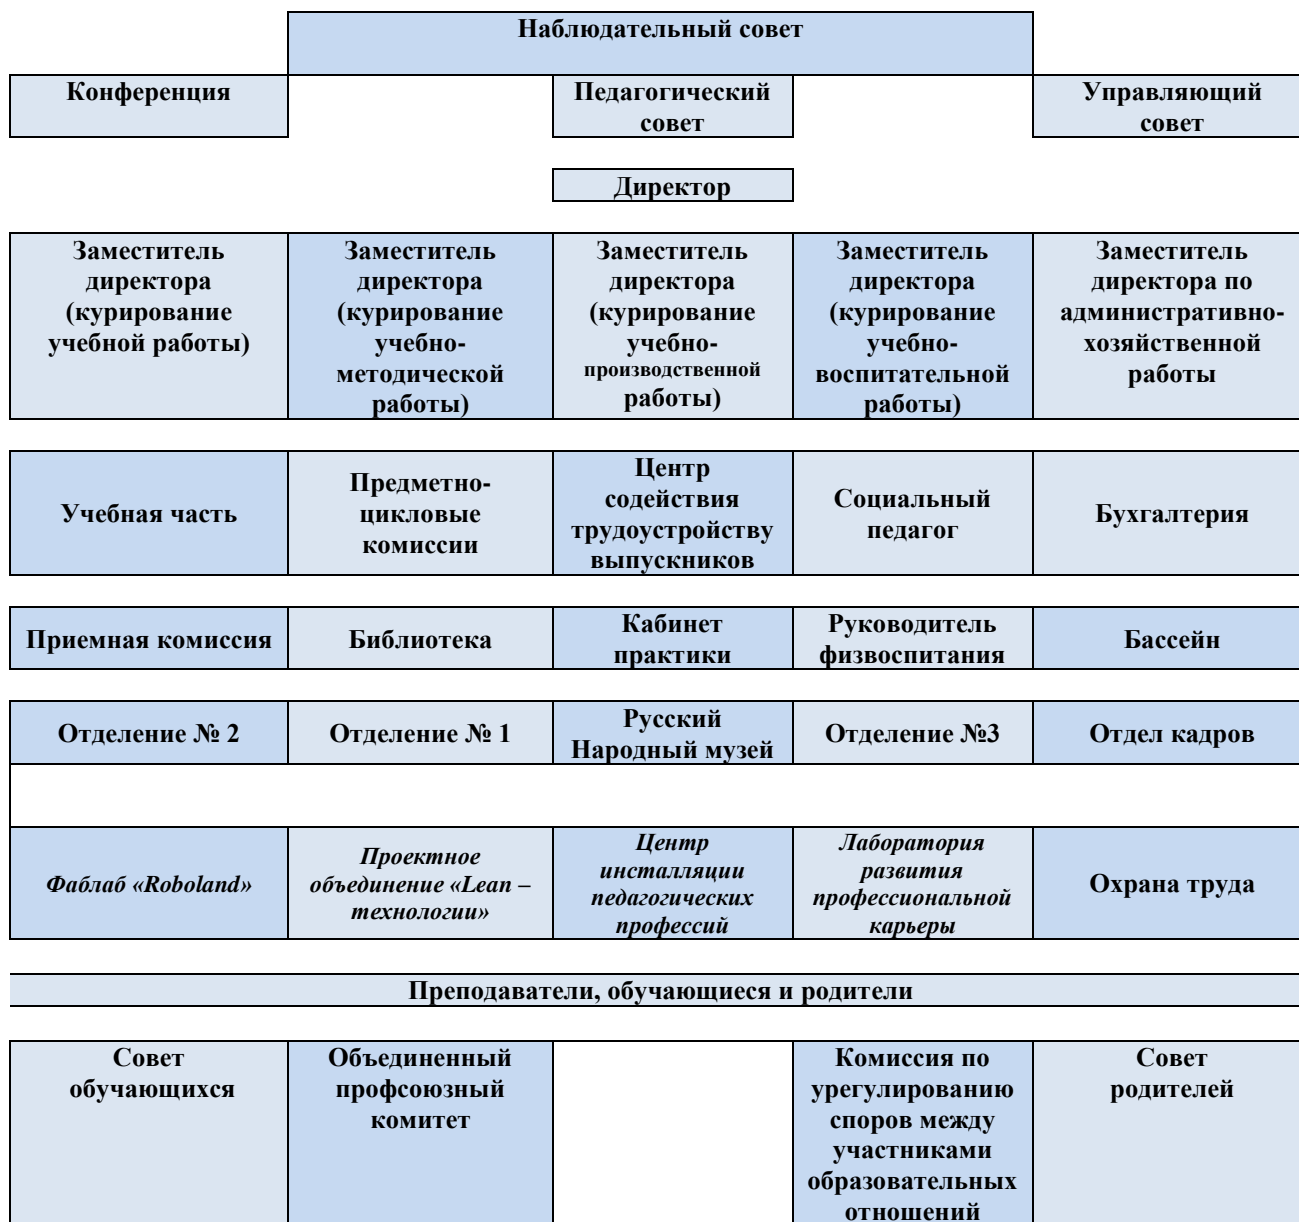 Наблюдательный совет
Конференция
Педагогический
совет
Управляющий
совет
Директор
Заместитель
директора
(курирование
учебной работы)
Заместитель
директора
(курирование
учебно-
методической
работы)
Заместитель
директора
(курирование
учебно-
производственной
работы)
Заместитель
директора
(курирование
учебно-
воспитательной
работы)
Заместитель
директора по
административно-
хозяйственной
работы
Учебная часть
Предметно-
цикловые
комиссии
Центр
содействия
трудоустройству
выпускников
Социальный
педагог
Бухгалтерия
Приемная комиссия
Библиотека
Кабинет
практики
Руководитель
физвоспитания
Бассейн
Отделение № 2
Отделение № 1
Русский
Народный музей
Отделение №3
Отдел кадров
Фаблаб «Roboland»
Проектное
объединение «Lean –
технологии»
Центр
инсталляции
педагогических
профессий
Лаборатория
развития
профессиональной
карьеры
Охрана труда
Преподаватели, обучающиеся и родители
Совет
обучающихся
Объединенный
профсоюзный
комитет
Комиссия по
урегулированию
споров между
участниками
образовательных
отношений
Совет
родителей